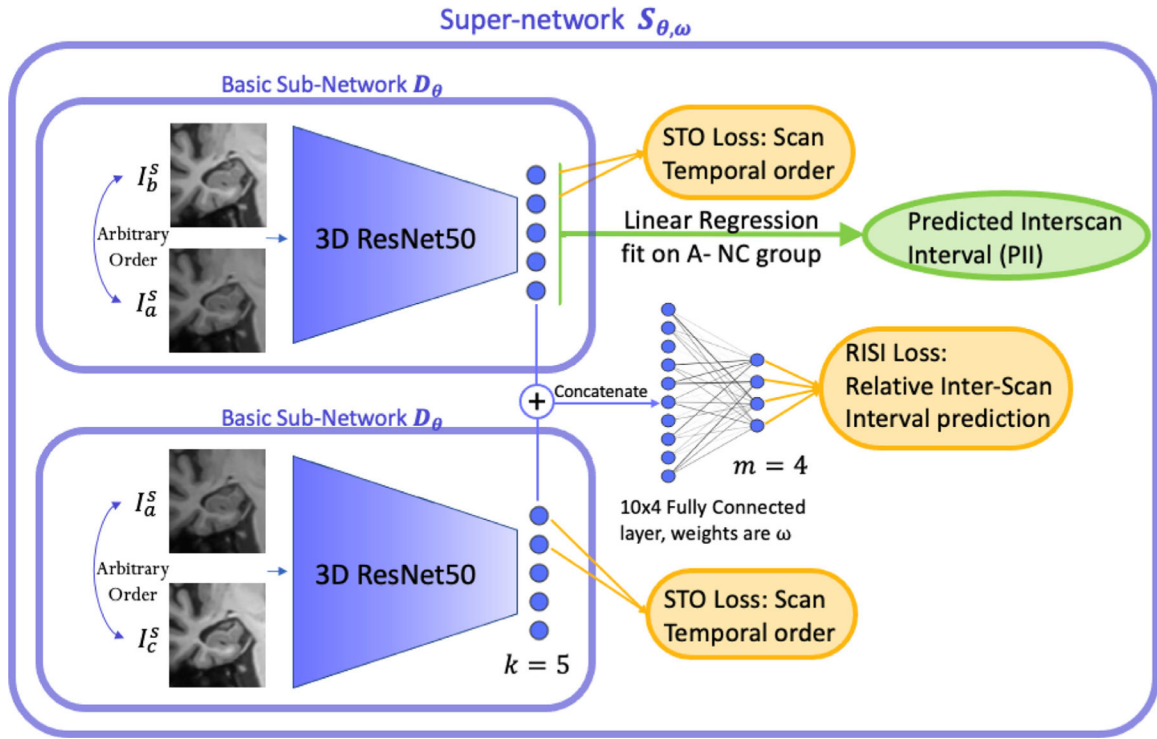 Super-network S_{θ,ω}
Basic Sub-Network D_θ
I_b^s
Arbitrary
Order
I_a^s
3D ResNet50
STO Loss: Scan
Temporal order
Linear Regression
fit on A- NC group
Predicted Interscan
Interval (PII)
+
Concatenate
RISI Loss:
Relative Inter-Scan
Interval prediction
m = 4
10x4 Fully Connected
layer, weights are ω
Basic Sub-Network D_θ
I_a^s
Arbitrary
Order
I_c^s
3D ResNet50
k = 5
STO Loss: Scan
Temporal order